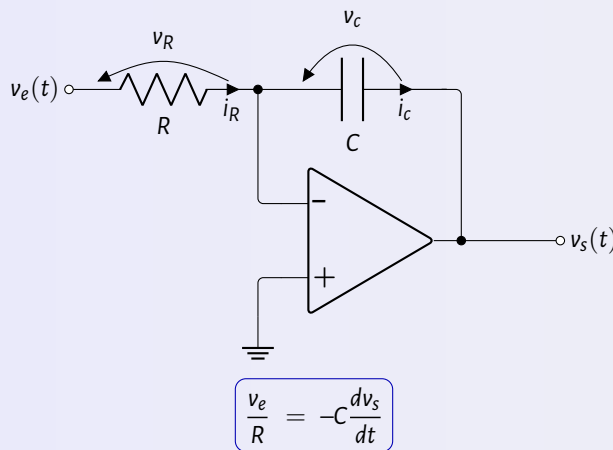 v_R
v_c
v_e(t)
i_R
i_c
R
C
-
+
v_s(t)
v_e/R = -C dv_s/dt